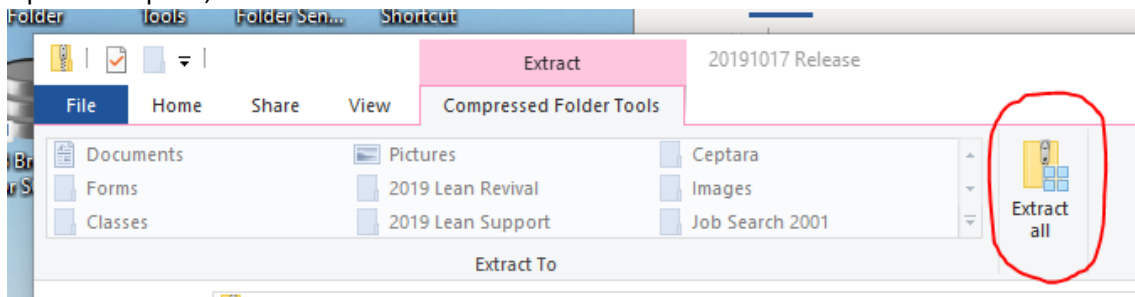 Folder Tools Folder Sen... Shortcut
Extract 20191017 Release
File Home Share View Compressed Folder Tools
Documents Pictures Ceptara
Forms 2019 Lean Revival Images
Classes 2019 Lean Support Job Search 2001
Extract
all
Extract To